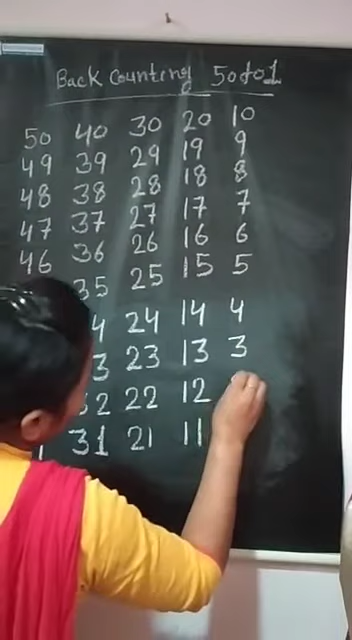 Back Counting 50 to 1
50 40 30 20 10
49 39 29 19 9
48 38 28 18 8
47 37 27 17 7
46 36 26 16 6
35 25 15 5
24 14 4
23 13 3
22 12
31 21 11